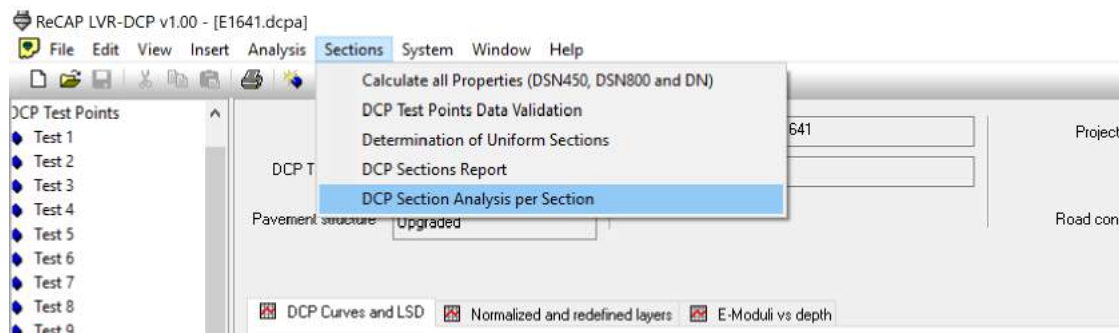 ReCAP LVR-DCP v1.00 - [E1641.dcpa]
File Edit View Insert Analysis Sections System Window Help
Calculate all Properties (DSN450, DSN800 and DN)
DCP Test Points Data Validation
Determination of Uniform Sections
DCP Sections Report
DCP Section Analysis per Section
DCP Test Points
Test 1
Test 2
Test 3
Test 4
Test 5
Test 6
Test 7
Test 8
Test 9
641
Project
DCP T
Pavement structure
Upgraded
Road con
DCP Curves and LSD
Normalized and redefined layers
E-Moduli vs depth